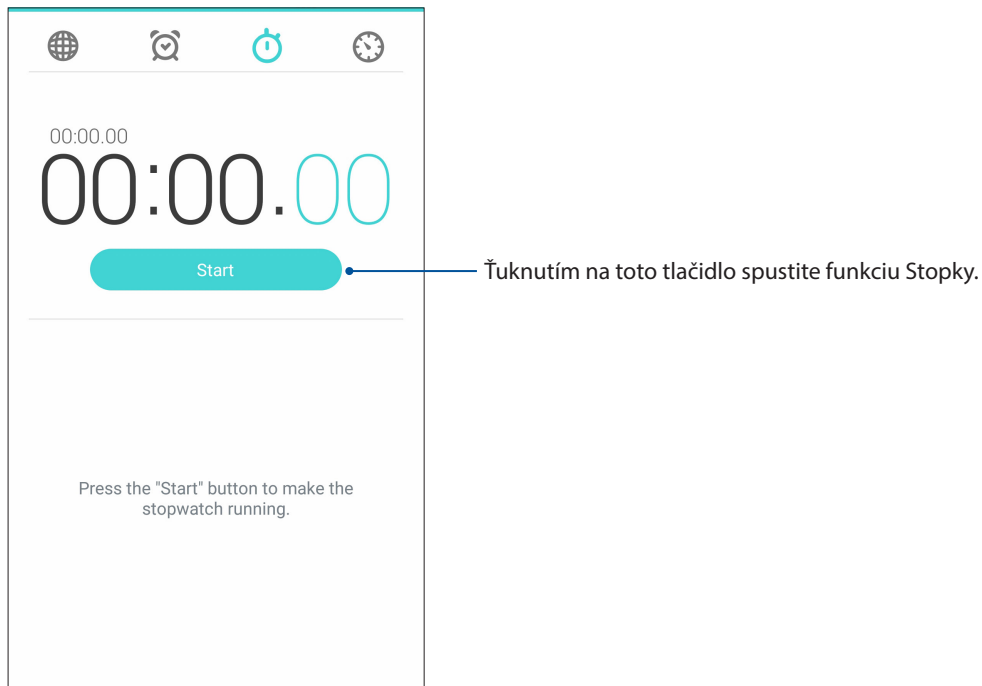 00:00.00
00:00.00
Start
Ťuknutím na toto tlačidlo spustite funkciu Stopky.
Press the "Start" button to make the
stopwatch running.